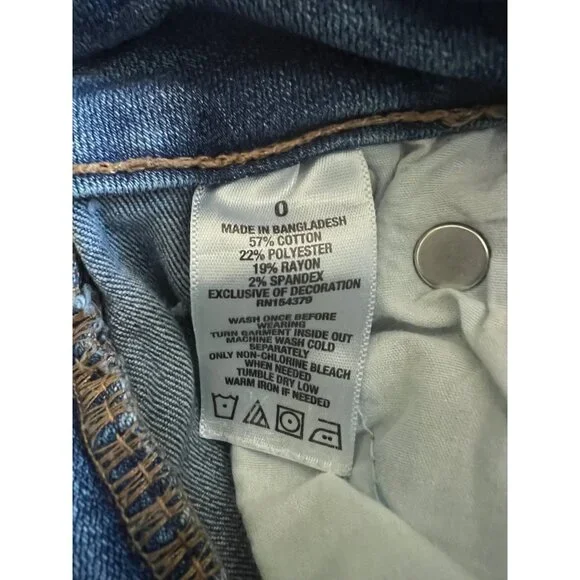 0
MADE IN BANGLADESH
57% COTTON
22% POLYESTER
19% RAYON
2% SPANDEX
EXCLUSIVE OF DECORATION
RN154379
WASH ONCE BEFORE
WEARING
TURN GARMENT INSIDE OUT
MACHINE WASH COLD
SEPARATELY
ONLY NON-CHLORINE BLEACH
WHEN NEEDED
TUMBLE DRY LOW
WARM IRON IF NEEDED